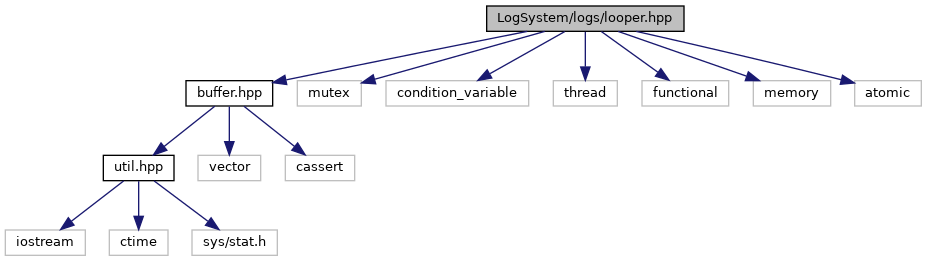 LogSystem/logs/looper.hpp
buffer.hpp
mutex
condition_variable
thread
functional
memory
atomic
util.hpp
vector
cassert
iostream
ctime
sys/stat.h